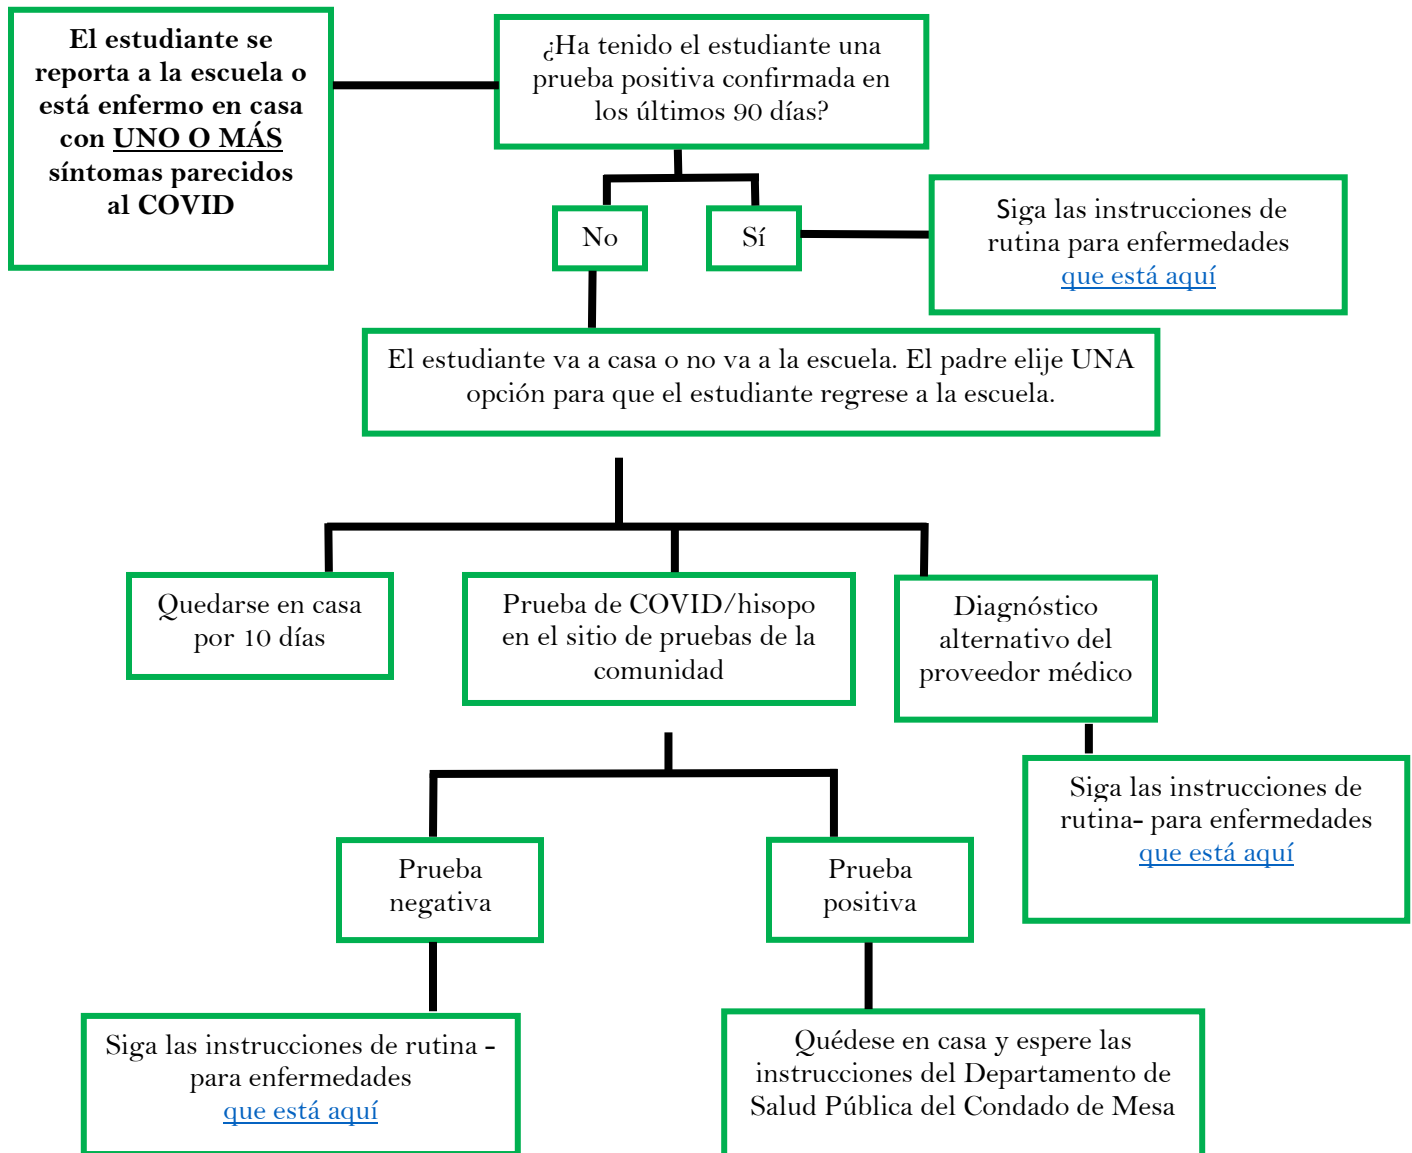 El estudiante se
reporta a la escuela o
está enfermo en casa
con UNO O MÁS
síntomas parecidos
al COVID
¿Ha tenido el estudiante una
prueba positiva confirmada en
los últimos 90 días?
No
Sí
Siga las instrucciones de
rutina para enfermedades
que está aquí
El estudiante va a casa o no va a la escuela. El padre elije UNA
opción para que el estudiante regrese a la escuela.
Quedarse en casa
por 10 días
Prueba de COVID/hisopo
en el sitio de pruebas de la
comunidad
Diagnóstico
alternativo del
proveedor médico
Siga las instrucciones de
rutina- para enfermedades
que está aquí
Prueba
negativa
Prueba
positiva
Siga las instrucciones de rutina -
para enfermedades
que está aquí
Quédese en casa y espere las
instrucciones del Departamento de
Salud Pública del Condado de Mesa